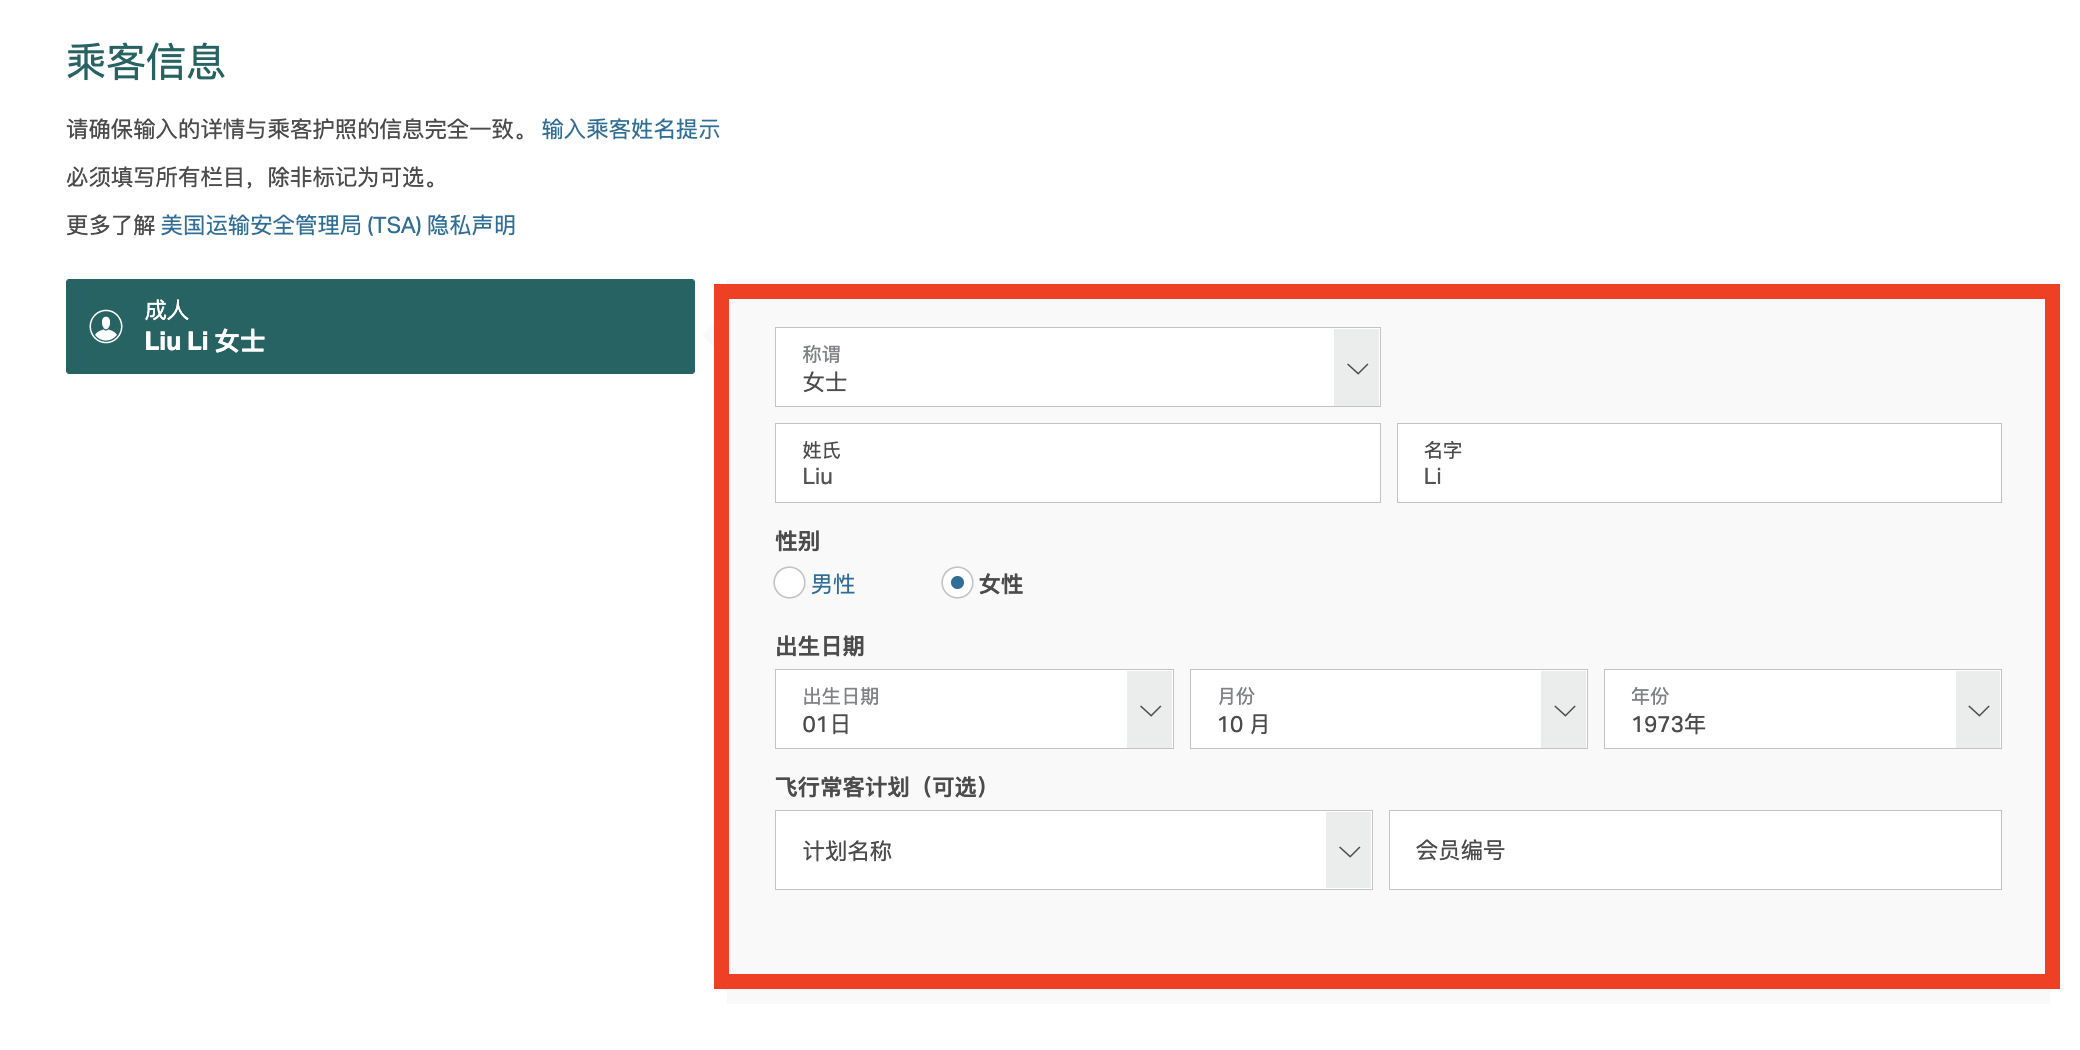 乘客信息
请确保输入的详情与乘客护照的信息完全一致。 输入乘客姓名提示
必须填写所有栏目，除非标记为可选。
更多了解 美国运输安全管理局 (TSA) 隐私声明
成人
Liu Li 女士
称谓
女士
姓氏
Liu
名字
Li
性别
男性
女性
出生日期
出生日期
01日
月份
10 月
年份
1973年
飞行常客计划（可选）
计划名称
会员编号